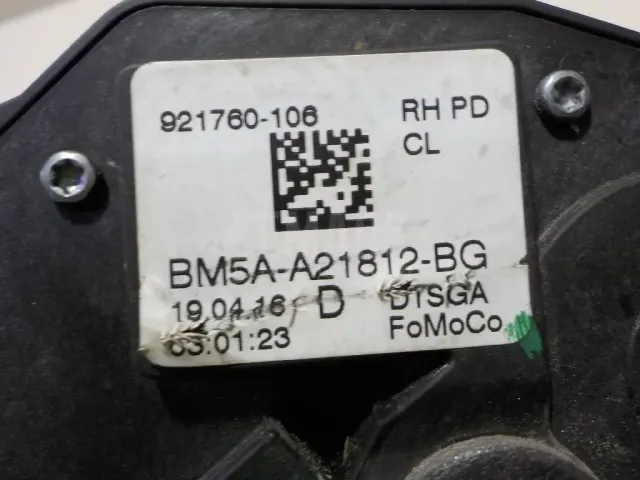 921760-106 RH PD
CL
BM5A-A21812-BG
19.04.16 D DTSGA
03:01:23 FoMoCo